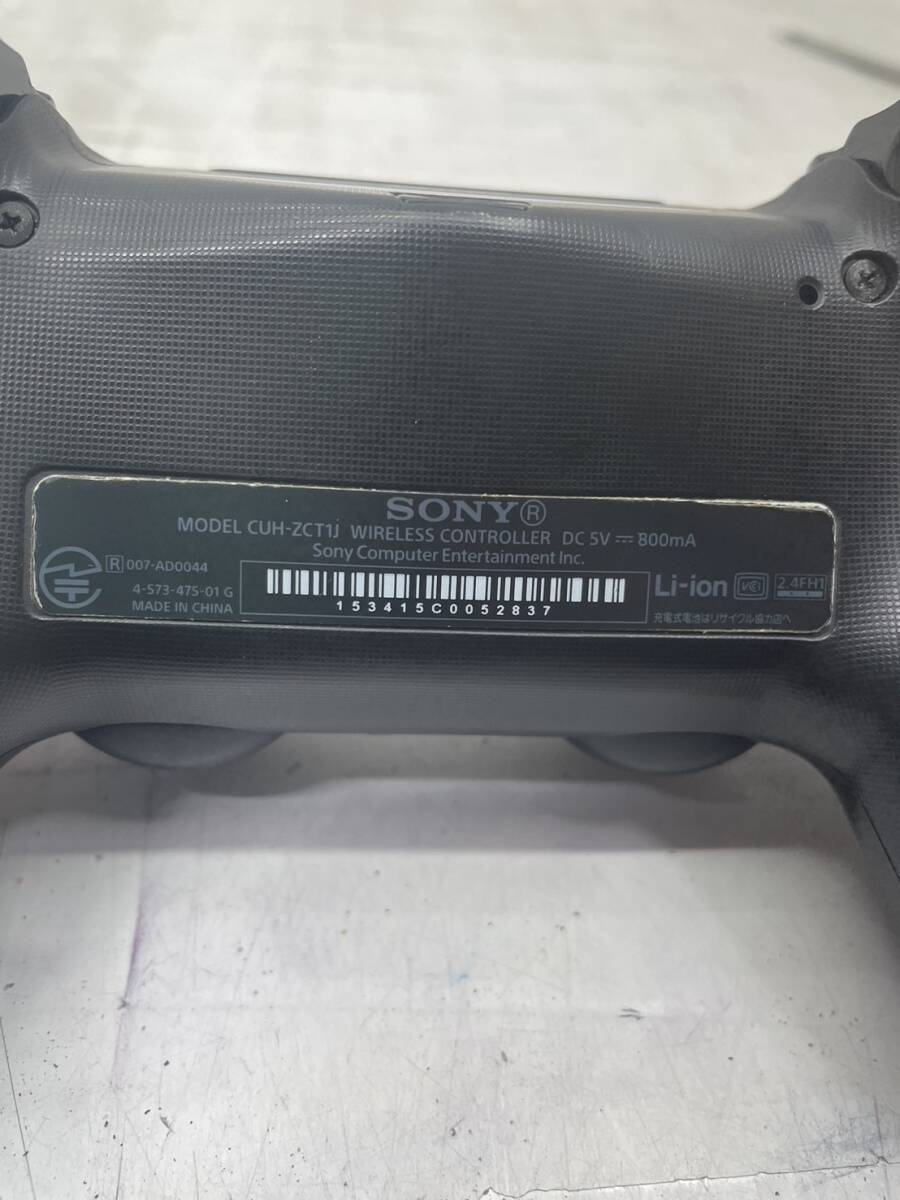 SONY®
MODEL CUH-ZCT1J WIRELESS CONTROLLER DC 5V ⎓ 800mA
Sony Computer Entertainment Inc.
R 007-AD0044
4-573-475-01 G
MADE IN CHINA
153415C0052837
Li-ion VCCI 2.4FH1
充電式電池はリサイクル協力店へ